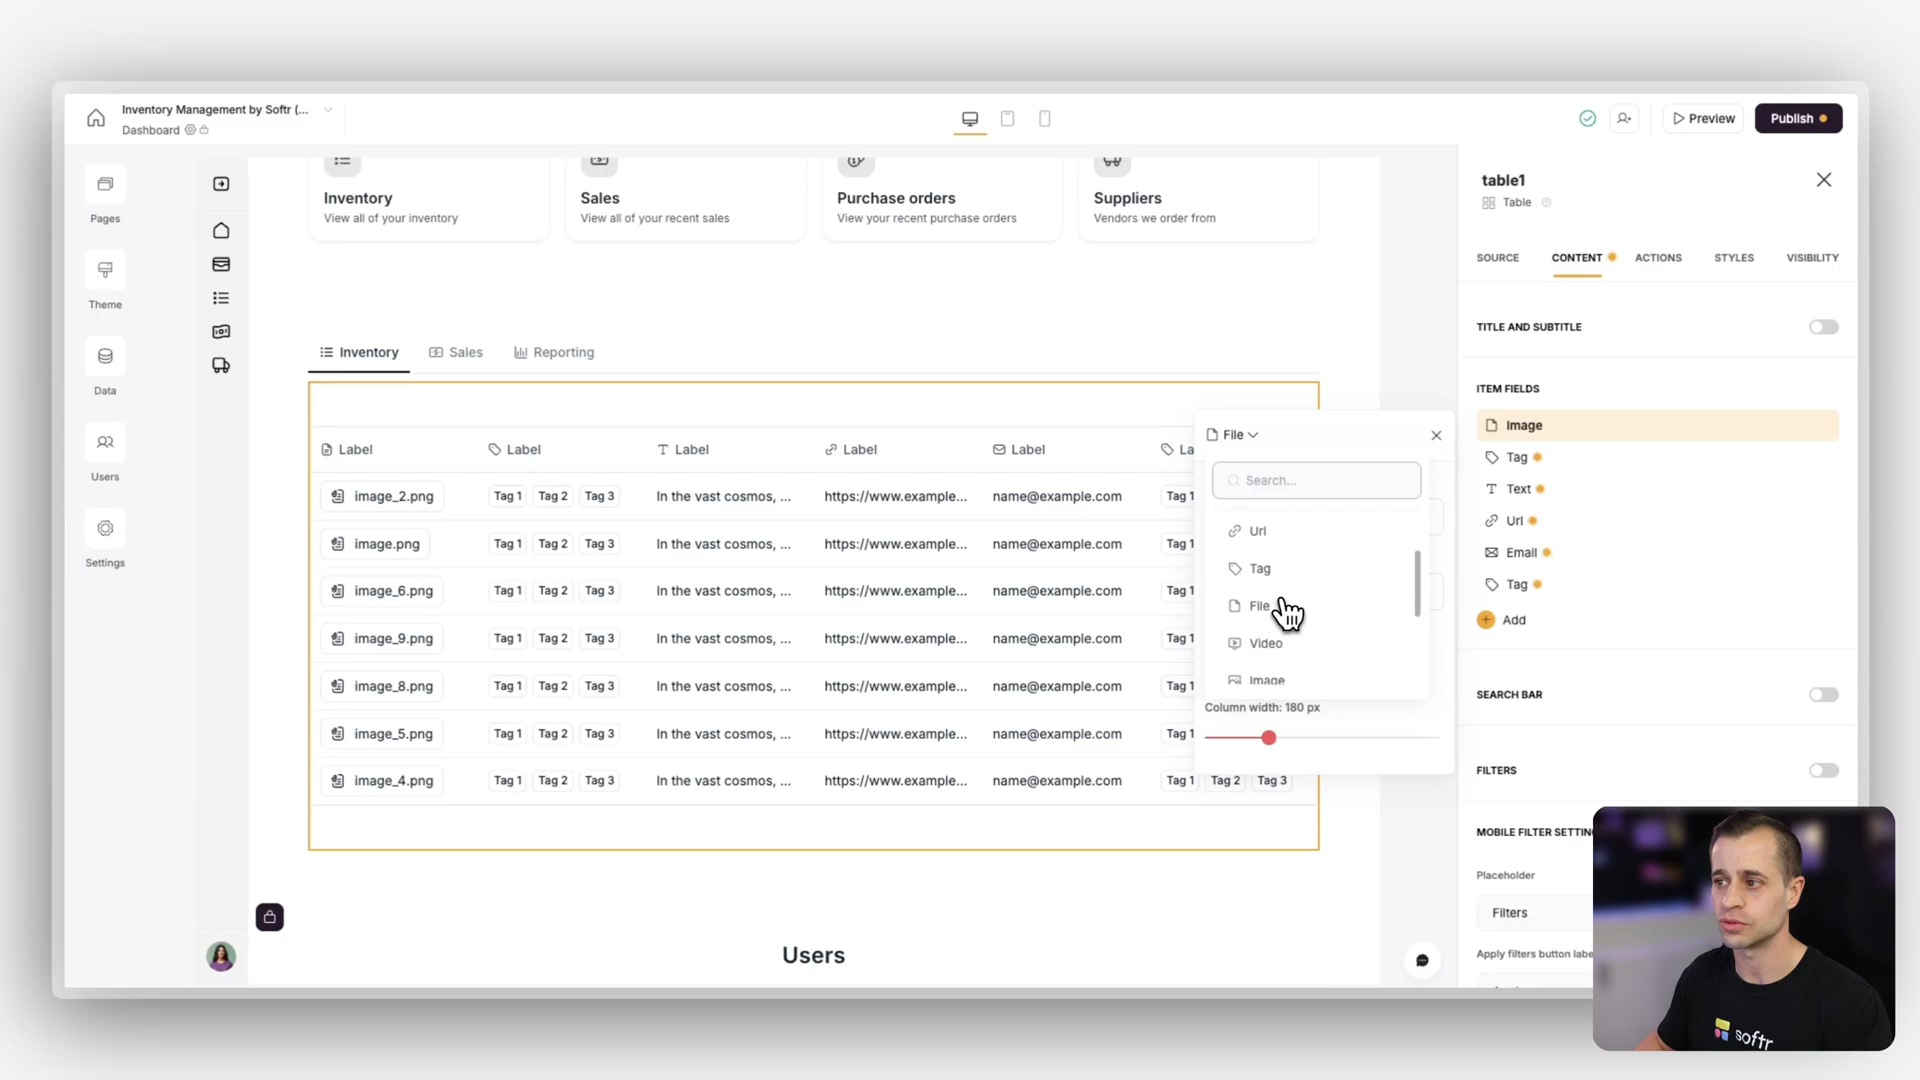 Inventory Management by Softr (...
Dashboard
Preview
Publish
Pages
Theme
Data
Users
Settings
Inventory
View all of your inventory
Sales
View all of your recent sales
Purchase orders
View your recent purchase orders
Suppliers
Vendors we order from
Inventory Sales Reporting
Label Label Label Label Label La
image_2.png Tag 1 Tag 2 Tag 3 In the vast cosmos, ... https://www.example... name@example.com Tag 1
image.png Tag 1 Tag 2 Tag 3 In the vast cosmos, ... https://www.example... name@example.com Tag 1
image_6.png Tag 1 Tag 2 Tag 3 In the vast cosmos, ... https://www.example... name@example.com Tag 1
image_9.png Tag 1 Tag 2 Tag 3 In the vast cosmos, ... https://www.example... name@example.com Tag 1
image_8.png Tag 1 Tag 2 Tag 3 In the vast cosmos, ... https://www.example... name@example.com Tag 1
image_5.png Tag 1 Tag 2 Tag 3 In the vast cosmos, ... https://www.example... name@example.com Tag 1
image_4.png Tag 1 Tag 2 Tag 3 In the vast cosmos, ... https://www.example... name@example.com Tag 1 Tag 2 Tag 3
Users
File
Search...
Url
Tag
File
Video
Image
Column width: 180 px
table1
Table
SOURCE CONTENT ACTIONS STYLES VISIBILITY
TITLE AND SUBTITLE
ITEM FIELDS
Image
Tag
Text
Url
Email
Tag
Add
SEARCH BAR
FILTERS
MOBILE FILTER SETTIN
Placeholder
Filters
Apply filters button labe
softr